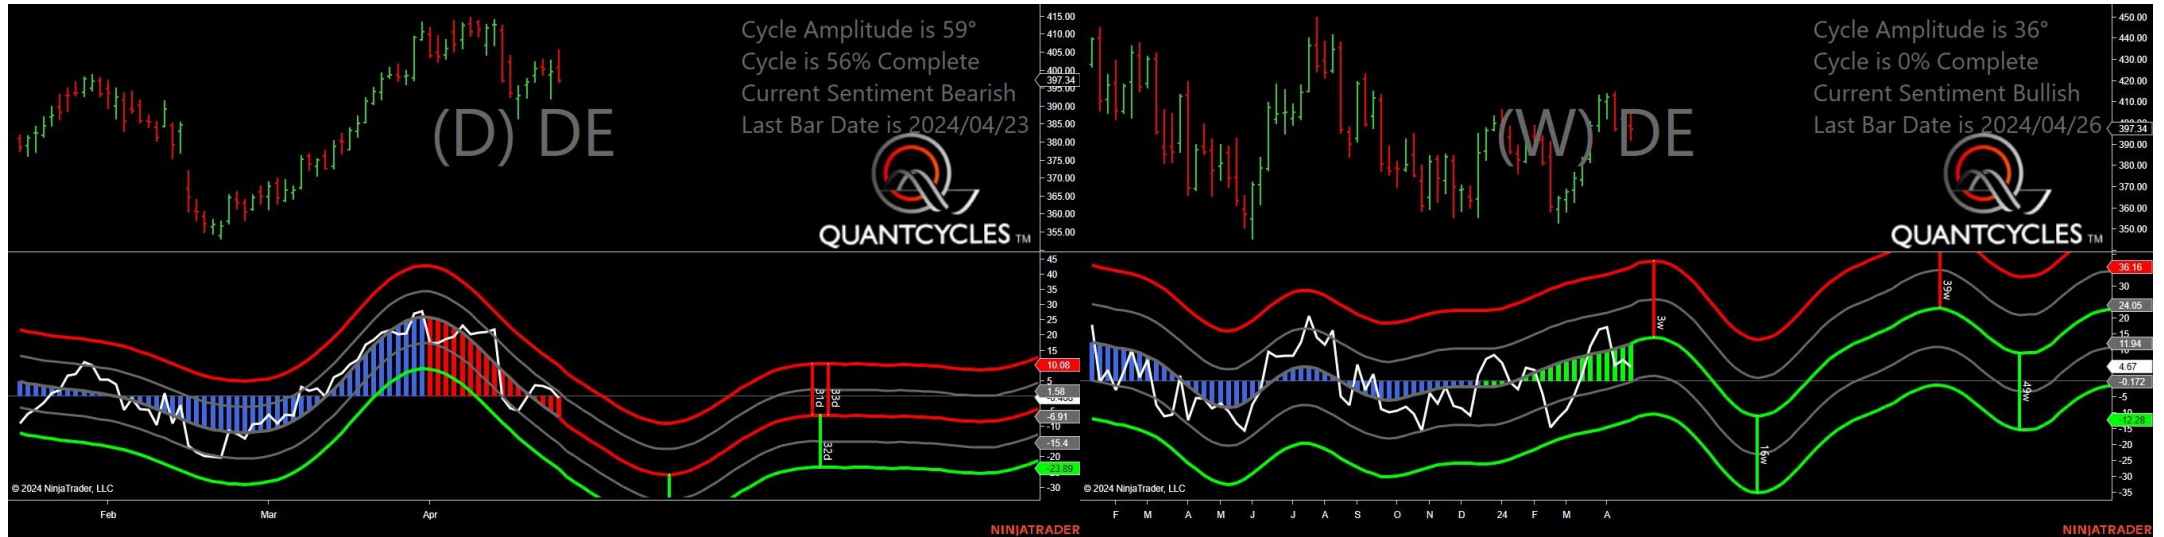 Cycle Amplitude is 59°
Cycle is 56% Complete
Current Sentiment Bearish
Last Bar Date is 2024/04/23
(D) DE
QUANTCYCLES TM
415.00
410.00
405.00
400.00
397.34
395.00
390.00
385.00
380.00
375.00
370.00
365.00
360.00
355.00
45
40
35
30
25
20
15
10.08
5
1.58
-6.91
-10
-15.4
-20
-23.89
-30
31d
33d
32d
© 2024 NinjaTrader, LLC
Feb
Mar
Apr
NINJATRADER
Cycle Amplitude is 36°
Cycle is 0% Complete
Current Sentiment Bullish
Last Bar Date is 2024/04/26
(W) DE
QUANTCYCLES TM
450.00
440.00
430.00
420.00
410.00
397.34
390.00
380.00
370.00
360.00
350.00
36.16
30
24.05
20
15
11.94
4.67
-0.172
-5
-10
-12.28
-15
-20
-25
-30
-35
3w
16w
39w
49w
© 2024 NinjaTrader, LLC
F
M
A
M
J
J
A
S
O
N
D
24
F
M
A
NINJATRADER